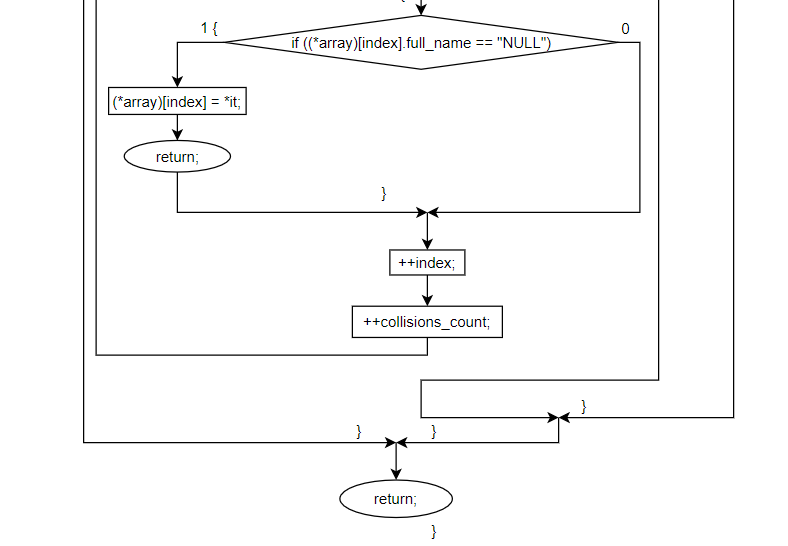 {
1 {
0
if ((*array)[index].full_name == "NULL")
(*array)[index] = *it;
return;
}
++index;
++collisions_count;
}
}
}
return;
}